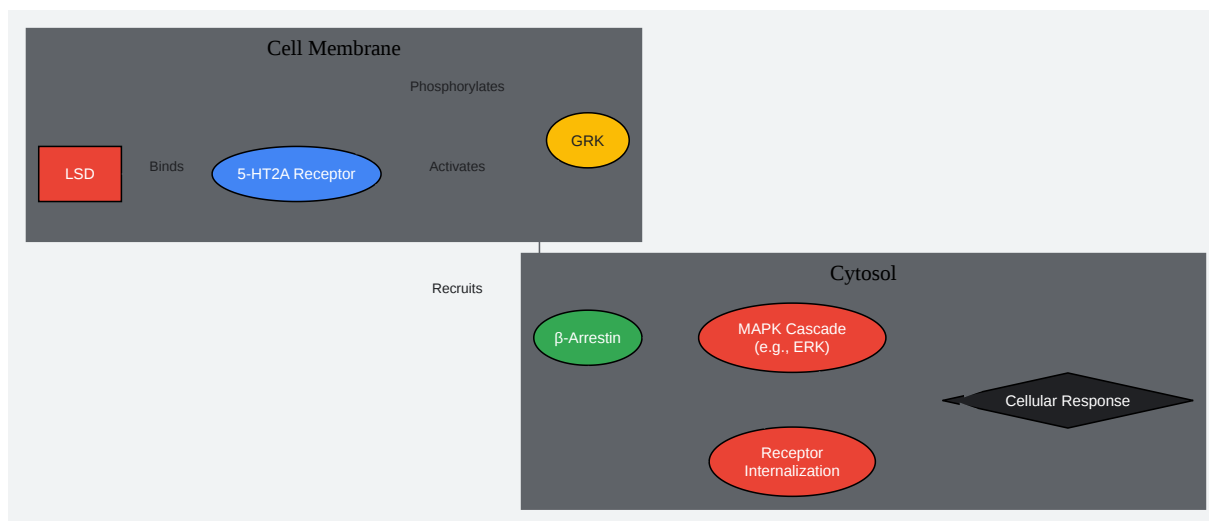 Cell Membrane
Phosphorylates
GRK
LSD
Binds
5-HT2A Receptor
Activates
Recruits
Cytosol
β-Arrestin
MAPK Cascade
(e.g., ERK)
Cellular Response
Receptor
Internalization